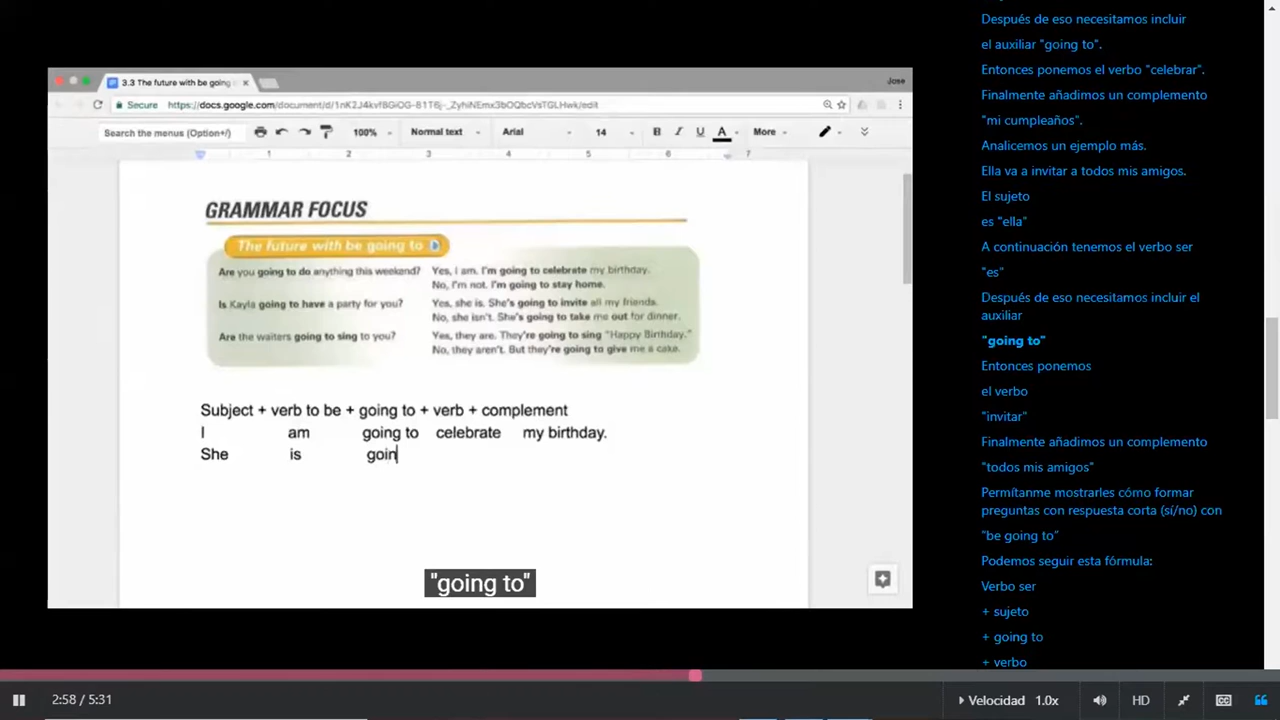 3.3 The future with be going
Jose
Secure
https://docs.google.com/document/d/1nK2J4kvfBGiOG-81T6j-_ZyhiNEmx3bOQbcVsTGLHwk/edit
Search the menus (Option+/)
100%
Normal text
Arial
14
B I U A
More
1 2 3 4 5 6 7
GRAMMAR FOCUS
The future with be going to
Are you going to do anything this weekend?
Yes, I am. I'm going to celebrate my birthday.
No, I'm not. I'm going to stay home.
Is Kayla going to have a party for you?
Yes, she is. She's going to invite all my friends.
No, she isn't. She's going to take me out for dinner.
Are the waiters going to sing to you?
Yes, they are. They're going to sing "Happy Birthday."
No, they aren't. But they're going to give me a cake.
Subject + verb to be + going to + verb + complement
I am going to celebrate my birthday.
She is goin
"going to"
Después de eso necesitamos incluir
el auxiliar "going to".
Entonces ponemos el verbo "celebrar".
Finalmente añadimos un complemento
"mi cumpleaños".
Analicemos un ejemplo más.
Ella va a invitar a todos mis amigos.
El sujeto
es "ella"
A continuación tenemos el verbo ser
"es"
Después de eso necesitamos incluir el
auxiliar
"going to"
Entonces ponemos
el verbo
"invitar"
Finalmente añadimos un complemento
"todos mis amigos"
Permítanme mostrarles cómo formar
preguntas con respuesta corta (sí/no) con
"be going to"
Podemos seguir esta fórmula:
Verbo ser
+ sujeto
+ going to
+ verbo
2:58 / 5:31
Velocidad 1.0x
HD
CC